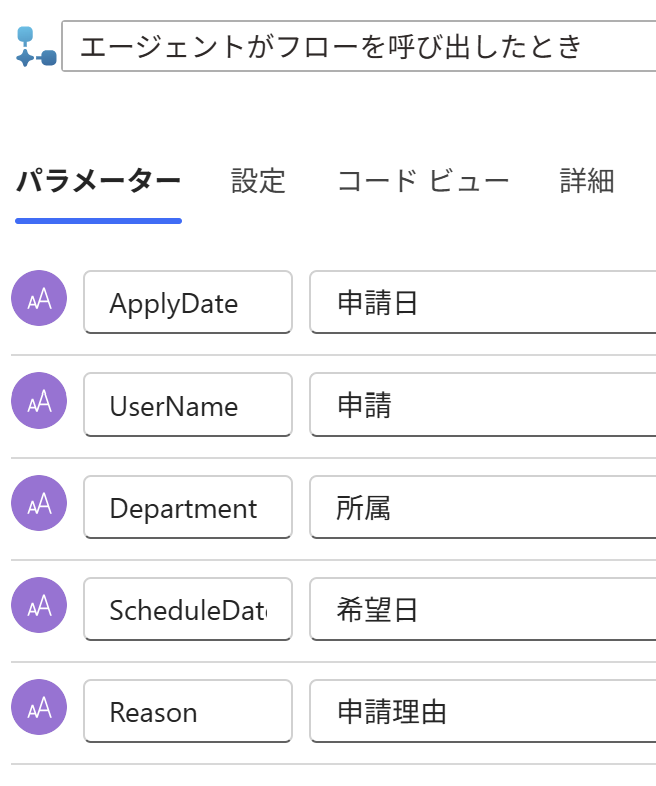 エージェントがフローを呼び出したとき
パラメーター 設定 コード ビュー 詳細
ApplyDate 申請日
UserName 申請
Department 所属
ScheduleDat 希望日
Reason 申請理由